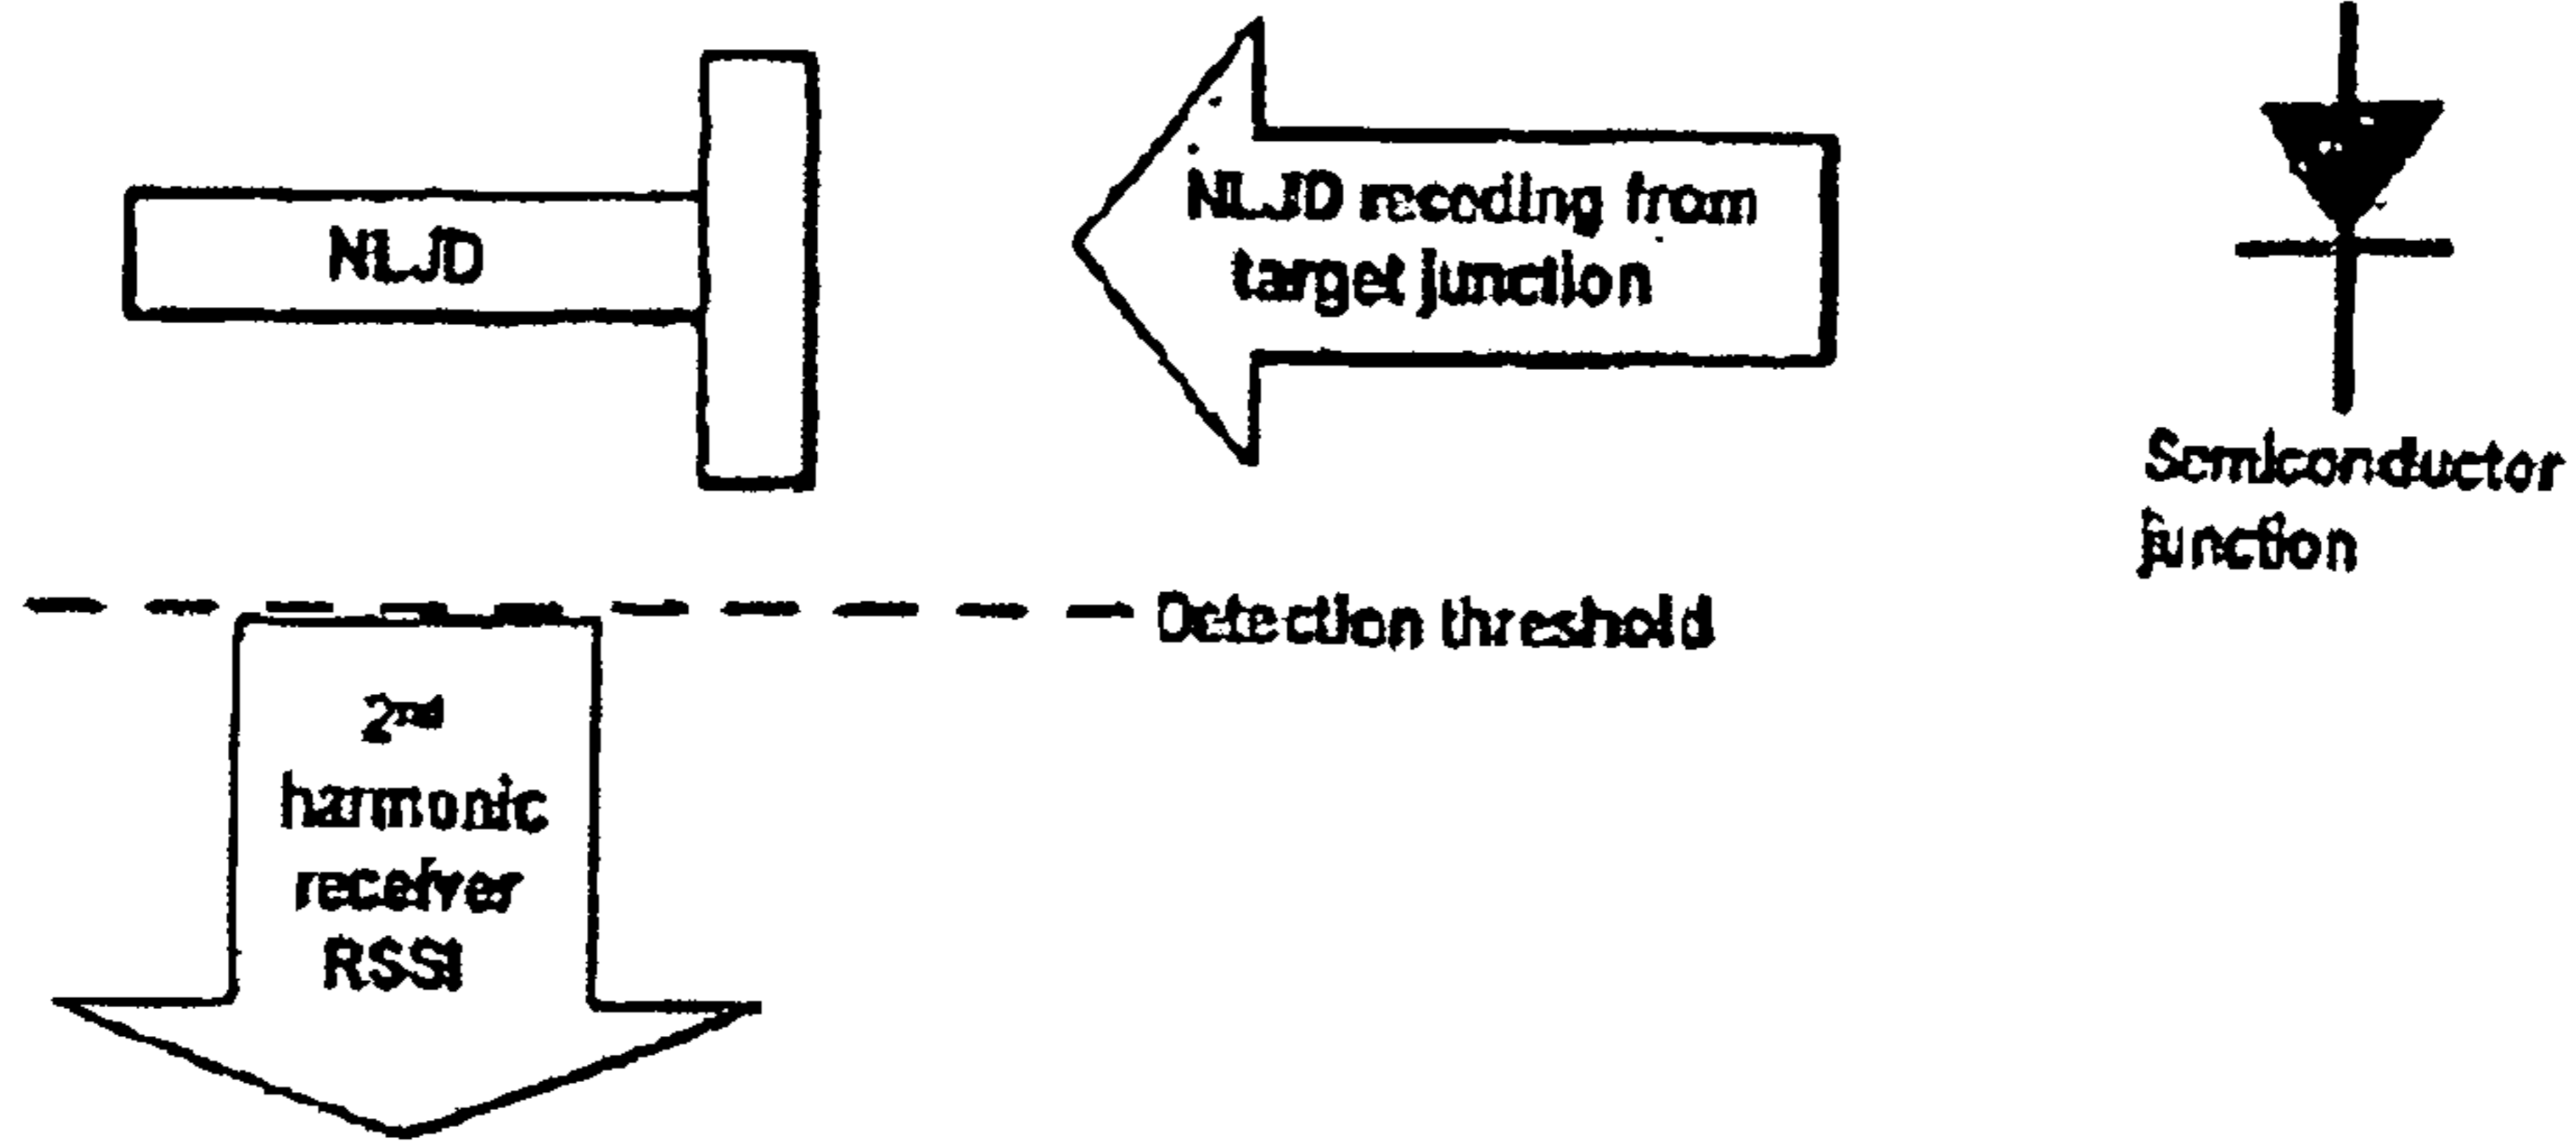 NLJD
NLJD recoding from
target junction
Semiconductor
junction
Detection threshold
2nd
harmonic
receiver
RSSI